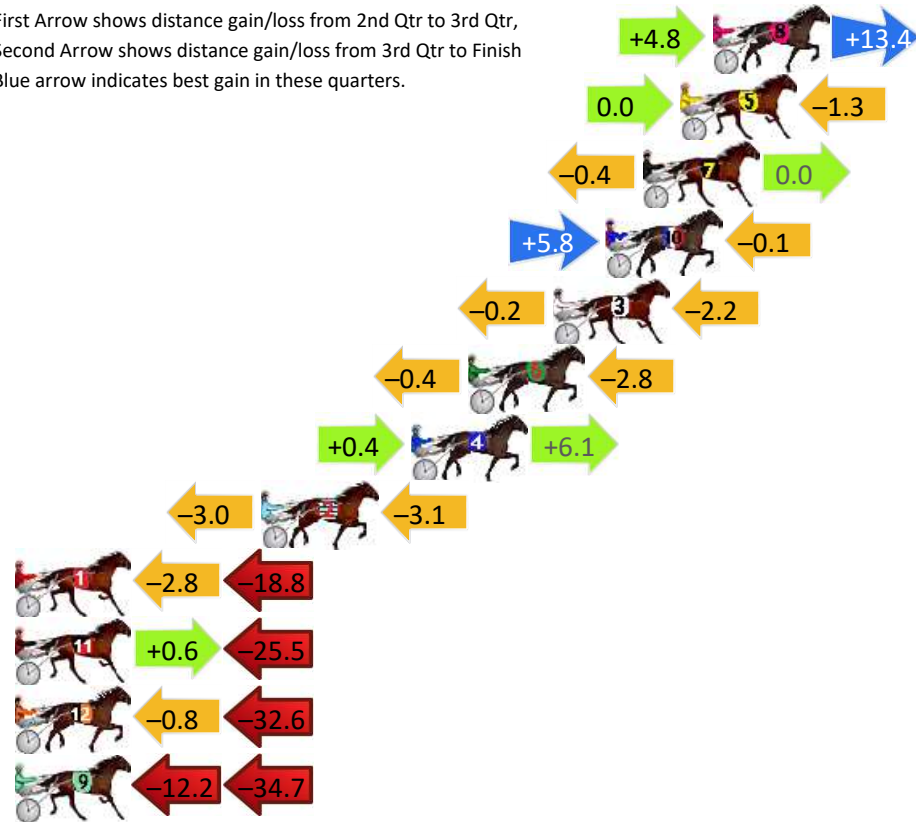 First Arrow shows distance gain/loss from 2nd Qtr to 3rd Qtr,
Second Arrow shows distance gain/loss from 3rd Qtr to Finish
Blue arrow indicates best gain in these quarters.
+4.8 8 +13.4
0.0 5 –1.3
–0.4 7 0.0
+5.8 10 –0.1
–0.2 3 –2.2
–0.4 6 –2.8
+0.4 4 +6.1
–3.0 2 –3.1
1 –2.8 –18.8
11 +0.6 –25.5
12 –0.8 –32.6
9 –12.2 –34.7